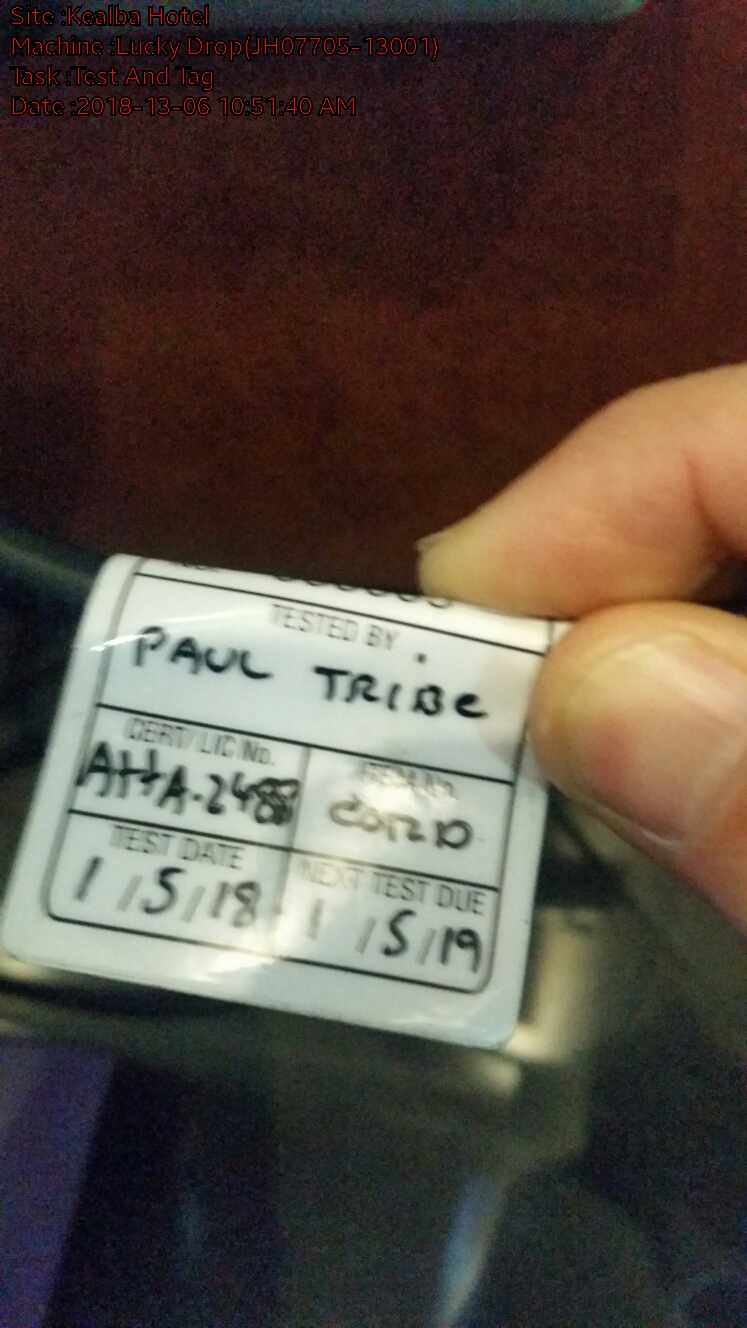 Site :Kealba Hotel
Machine :Lucky Drop(JH07705-13001)
Task :Test And Tag
Date :2018-13-06 10:51:40 AM
TESTED BY
PAUL TRIBE
CERT/LIC No.
ITEM No.
TEST DATE
NEXT TEST DUE
1 /5/18
1 /5/19